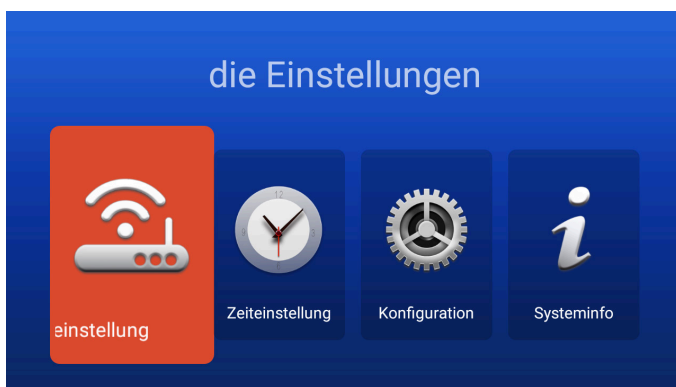 die Einstellungen
einstellung
Zeiteinstellung
Konfiguration
Systeminfo